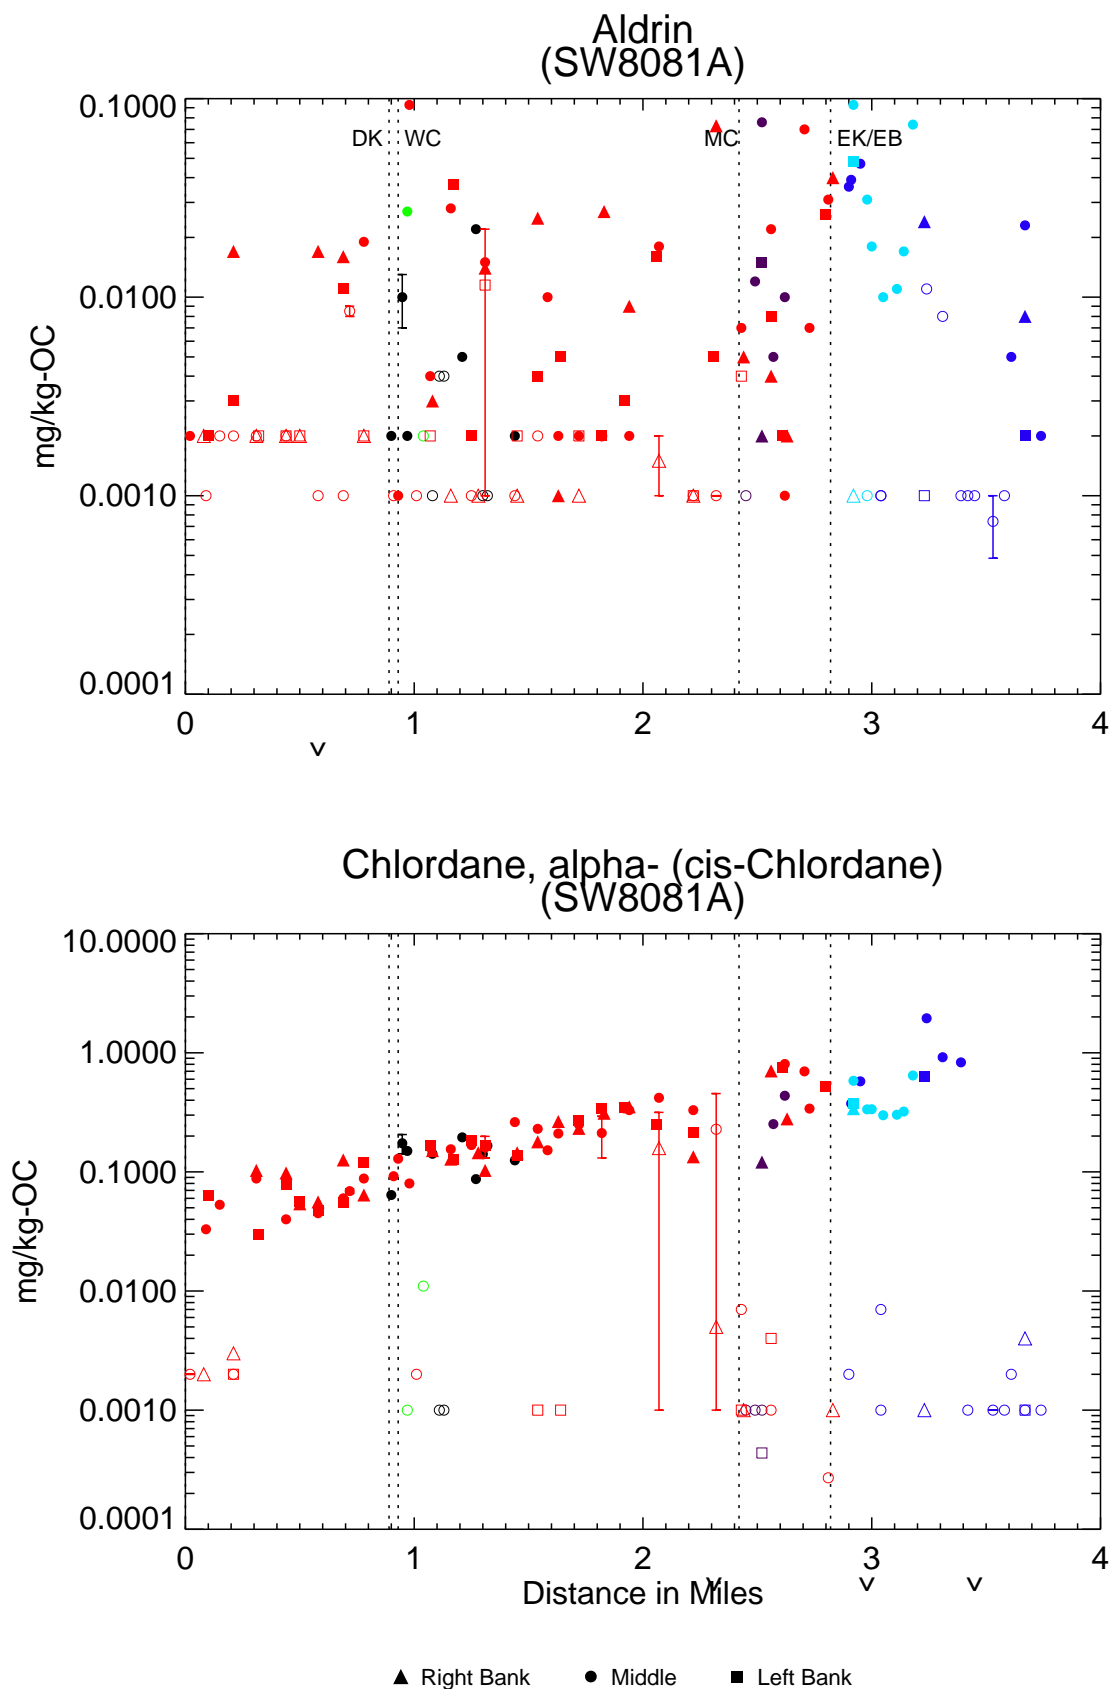 Aldrin
(SW8081A)
0.1000
DK
WC
MC
EK/EB
0.0100
mg/kg-OC
0.0010
0.0001
0
1
2
3
4
v
Chlordane, alpha- (cis-Chlordane)
(SW8081A)
10.0000
1.0000
0.1000
mg/kg-OC
0.0100
0.0010
0.0001
0
1
2
3
4
Distance in Miles
v
v
v
Right Bank
Middle
Left Bank